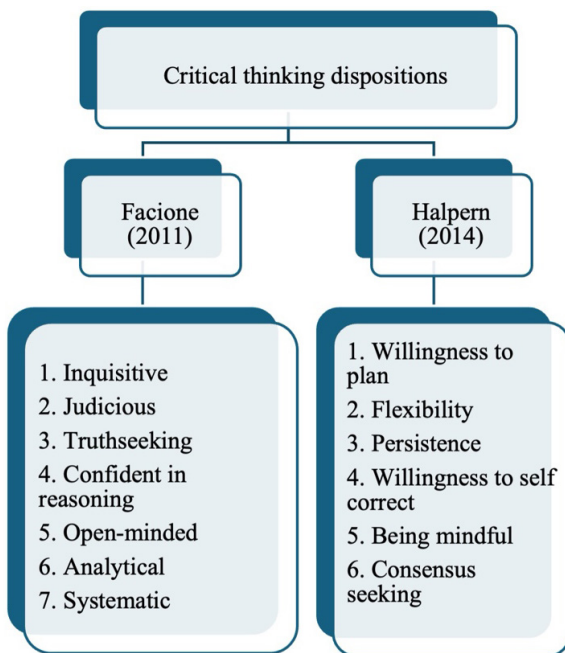 Critical thinking dispositions
Facione
(2011)
Halpern
(2014)
1. Inquisitive
2. Judicious
3. Truthseeking
4. Confident in
reasoning
5. Open-minded
6. Analytical
7. Systematic
1. Willingness to
plan
2. Flexibility
3. Persistence
4. Willingness to self
correct
5. Being mindful
6. Consensus
seeking